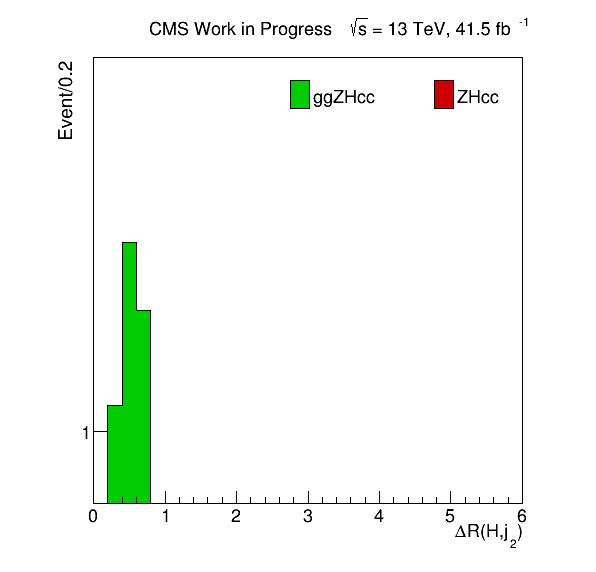 CMS Work in Progress √s = 13 TeV, 41.5 fb⁻¹
Event/0.2
ggZHcc ZHcc
1
0 1 2 3 4 5 6
ΔR(H,j₂)